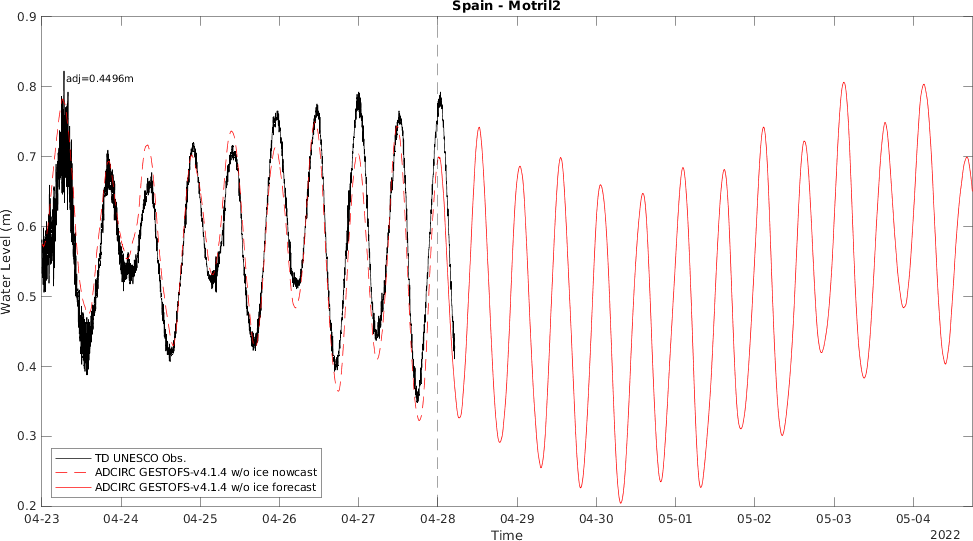 Spain - Motril2
0.9
0.8
0.7
0.6
0.5
0.4
0.3
0.2
Water Level (m)
adj=0.4496m
TD UNESCO Obs.
ADCIRC GESTOFS-v4.1.4 w/o ice nowcast
ADCIRC GESTOFS-v4.1.4 w/o ice forecast
04-23 04-24 04-25 04-26 04-27 04-28 04-29 04-30 05-01 05-02 05-03 05-04
Time
2022